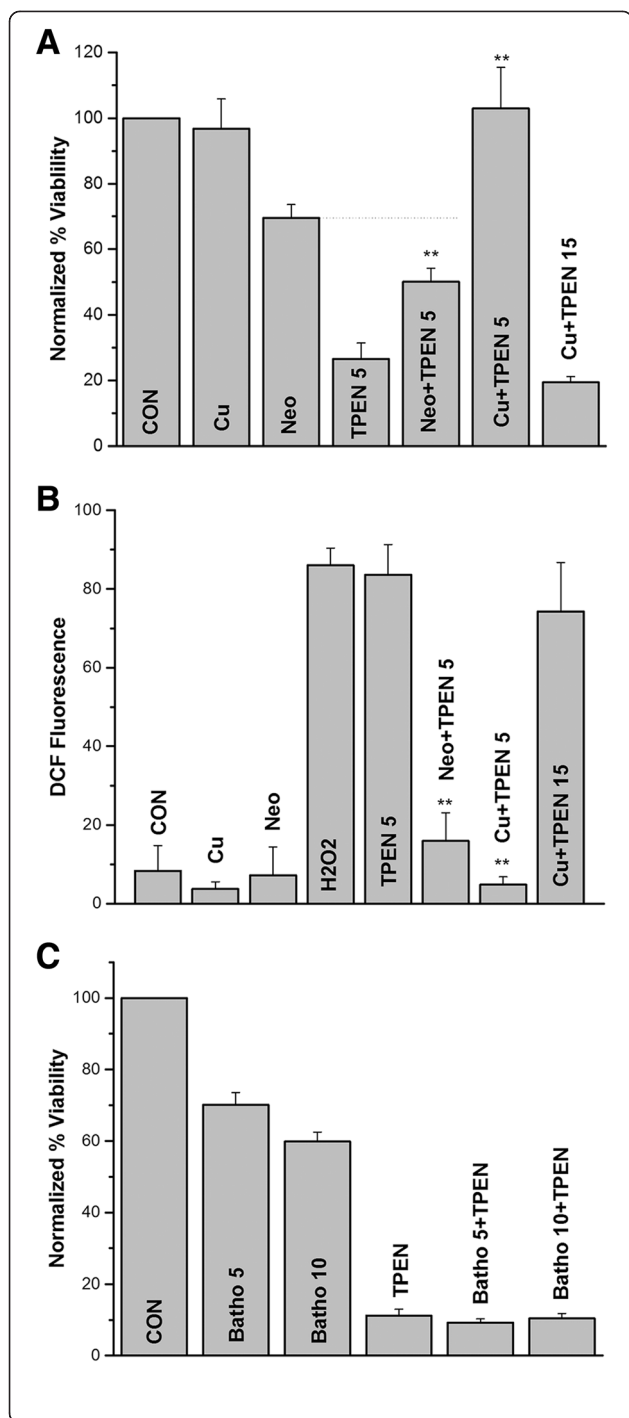 A
Normalized % Viablility
120
100
80
60
40
20
0
CON
Cu
Neo
TPEN 5
**
Neo+TPEN 5
**
Cu+TPEN 5
Cu+TPEN 15
B
DCF Fluorescence
100
80
60
40
20
0
CON
Cu
Neo
H2O2
TPEN 5
Neo+TPEN 5
**
Cu+TPEN 5
**
Cu+TPEN 15
C
Normalized % Viability
100
80
60
40
20
0
CON
Batho 5
Batho 10
TPEN
Batho 5+TPEN
Batho 10+TPEN